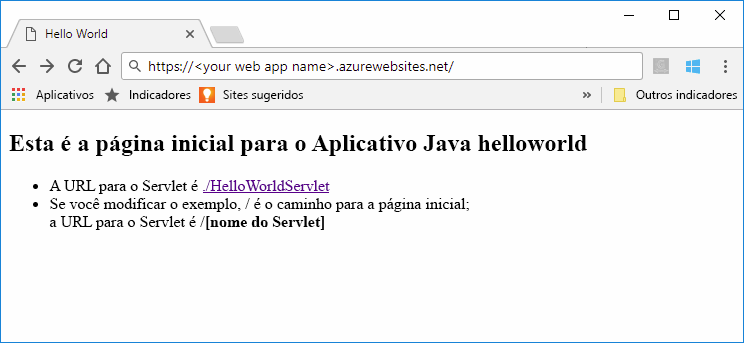 Hello World
https://<your web app name>.azurewebsites.net/
Aplicativos Indicadores Sites sugeridos » Outros indicadores
Esta é a página inicial para o Aplicativo Java helloworld
A URL para o Servlet é ./HelloWorldServlet
Se você modificar o exemplo, / é o caminho para a página inicial;
a URL para o Servlet é /[nome do Servlet]